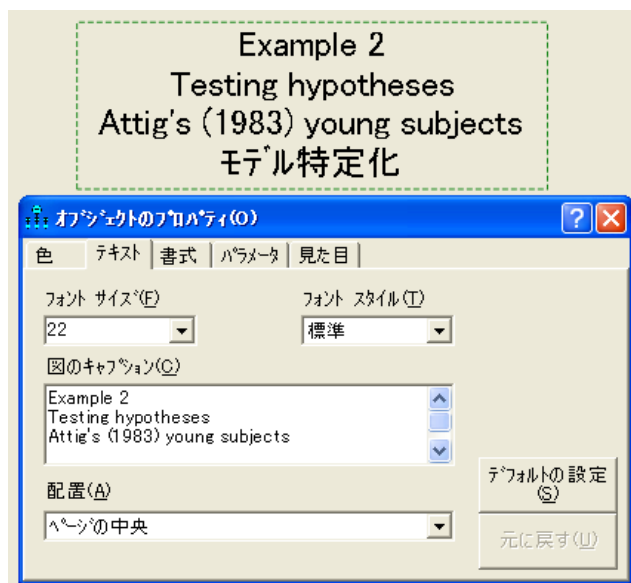 Example 2
Testing hypotheses
Attig's (1983) young subjects
モデル特定化
オブジェクトのプロパティ(O)
色 テキスト 書式 パラメータ 見た目
フォント サイズ(F) フォント スタイル(T)
22 標準
図のキャプション(C)
Example 2
Testing hypotheses
Attig's (1983) young subjects
配置(A)
ページの中央
デフォルトの設定
(S)
元に戻す(U)